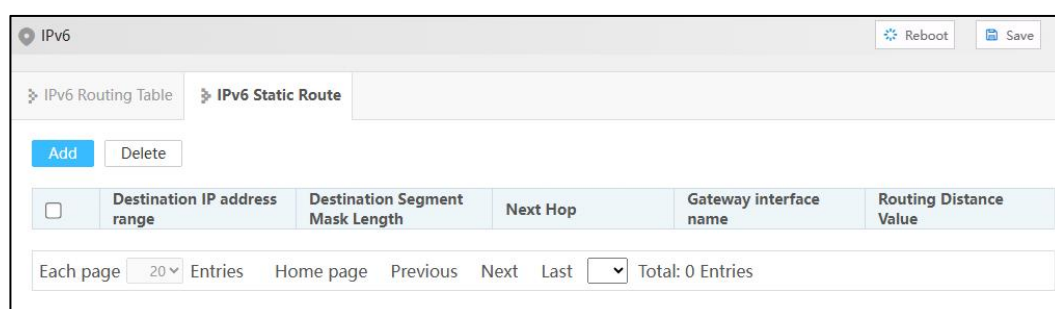 IPv6 Reboot Save
IPv6 Routing Table IPv6 Static Route
Add Delete
Destination IP address range Destination Segment Mask Length Next Hop Gateway interface name Routing Distance Value
Each page 20 Entries Home page Previous Next Last Total: 0 Entries